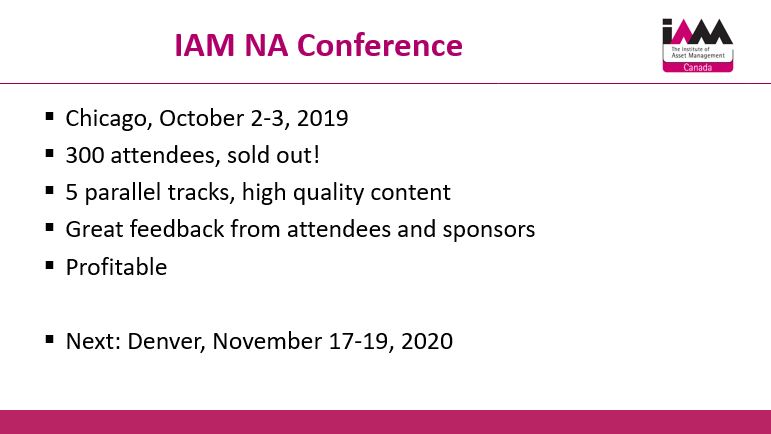 IAM NA Conference
iAM
The Institute of
Asset Management
Canada
▪ Chicago, October 2-3, 2019
▪ 300 attendees, sold out!
▪ 5 parallel tracks, high quality content
▪ Great feedback from attendees and sponsors
▪ Profitable
▪ Next: Denver, November 17-19, 2020